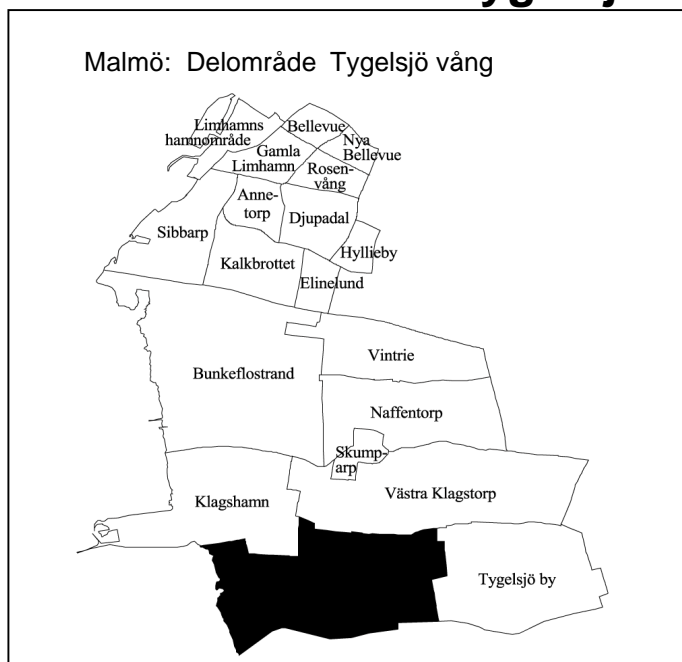 Malmö: Delområde Tygelsjö vång
Limhamns
hamnområde
Bellevue
Nya
Bellevue
Gamla
Limhamn
Rosen-
vång
Anne-
torp
Djupadal
Sibbarp
Hyllieby
Kalkbrottet
Elinelund
Vintrie
Bunkeflostrand
Naffentorp
Skump-
arp
Västra Klagstorp
Klagshamn
Tygelsjö by